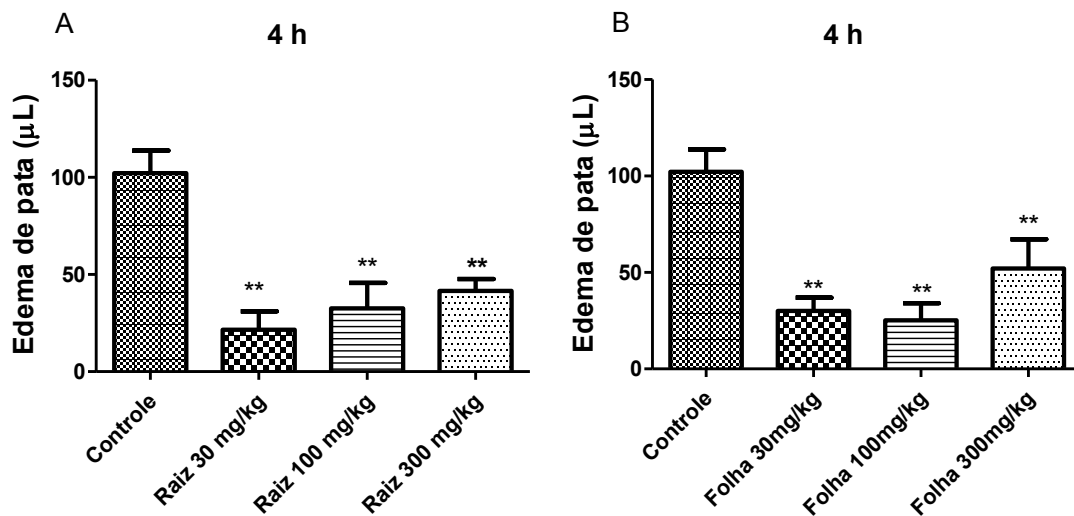 A
4 h
Edema de pata (μL)
150
100
50
0
**
**
**
Controle
Raiz 30 mg/kg
Raiz 100 mg/kg
Raiz 300 mg/kg
B
4 h
Edema de pata (μL)
150
100
50
0
**
**
**
Controle
Folha 30mg/kg
Folha 100mg/kg
Folha 300mg/kg